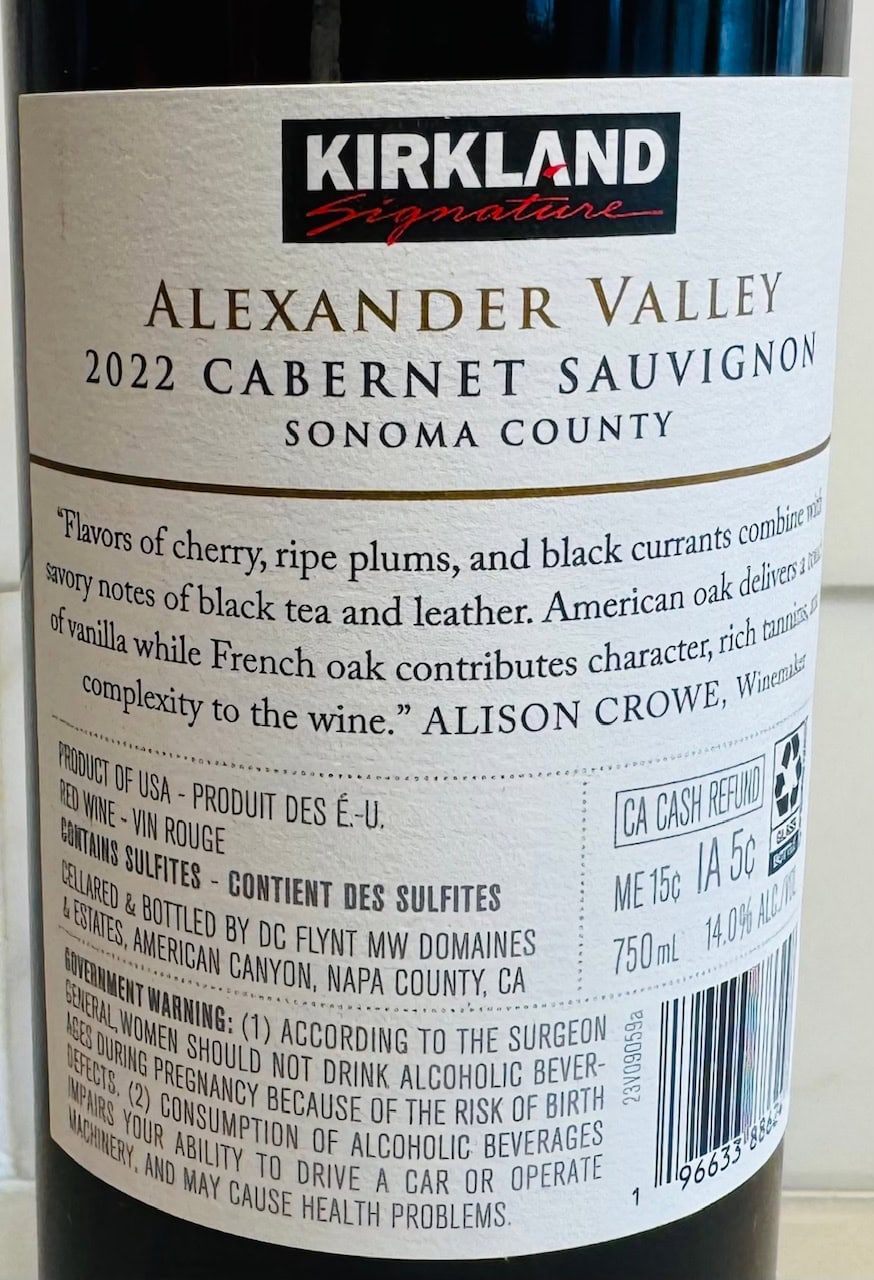 KIRKLAND
Signature
ALEXANDER VALLEY
2022 CABERNET SAUVIGNON
SONOMA COUNTY
“Flavors of cherry, ripe plums, and black currants combine with
savory notes of black tea and leather. American oak delivers a
of vanilla while French oak contributes character, rich tannins,
complexity to the wine.” ALISON CROWE, Winemaker
PRODUCT OF USA - PRODUIT DES É.-U.
RED WINE - VIN ROUGE
CONTAINS SULFITES - CONTIENT DES SULFITES
CELLARED & BOTTLED BY DC FLYNT MW DOMAINES
& ESTATES, AMERICAN CANYON, NAPA COUNTY, CA
CA CASH REFUND
GLASS
ME 15¢ IA 5¢
750 mL 14.0% ALC./VOL
GOVERNMENT WARNING: (1) ACCORDING TO THE SURGEON
GENERAL, WOMEN SHOULD NOT DRINK ALCOHOLIC BEVER-
AGES DURING PREGNANCY BECAUSE OF THE RISK OF BIRTH
DEFECTS. (2) CONSUMPTION OF ALCOHOLIC BEVERAGES
IMPAIRS YOUR ABILITY TO DRIVE A CAR OR OPERATE
MACHINERY, AND MAY CAUSE HEALTH PROBLEMS.
23V09059a
1 96633